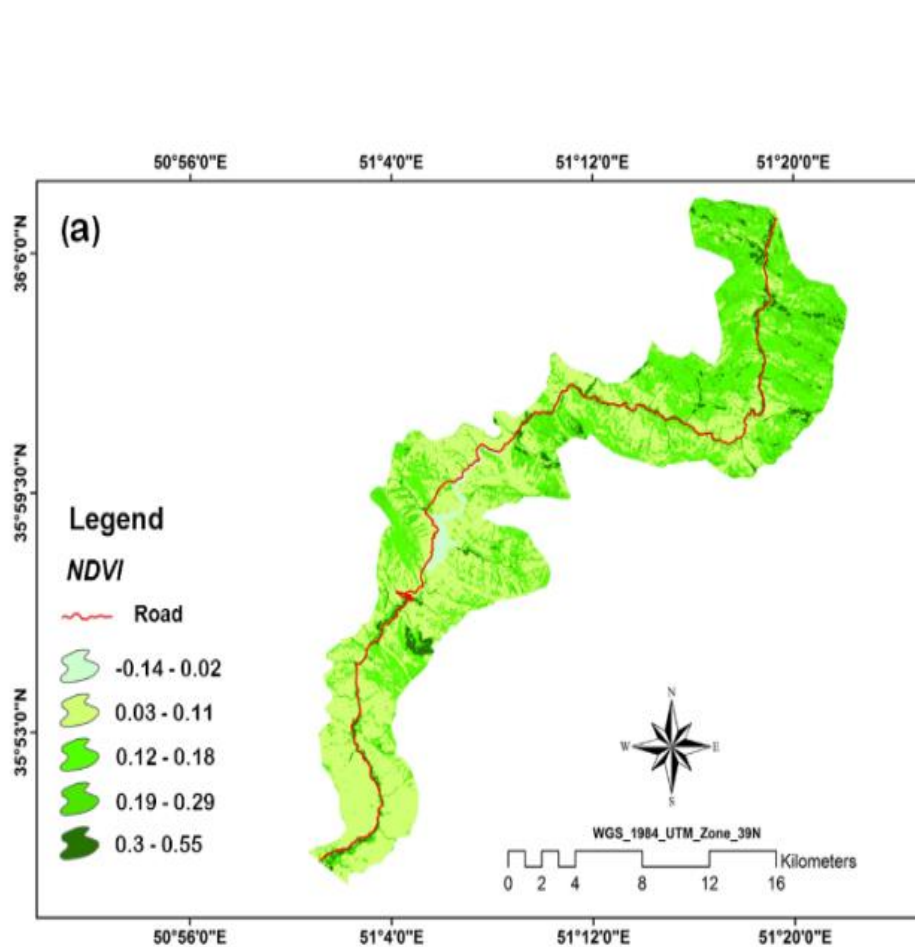 50°56'0"E 51°4'0"E 51°12'0"E 51°20'0"E
(a)
36°6'0"N
35°59'30"N
35°53'0"N
Legend
NDVI
Road
-0.14 - 0.02
0.03 - 0.11
0.12 - 0.18
0.19 - 0.29
0.3 - 0.55
N
W E
S
WGS_1984_UTM_Zone_39N
Kilometers
0 2 4 8 12 16
50°56'0"E 51°4'0"E 51°12'0"E 51°20'0"E